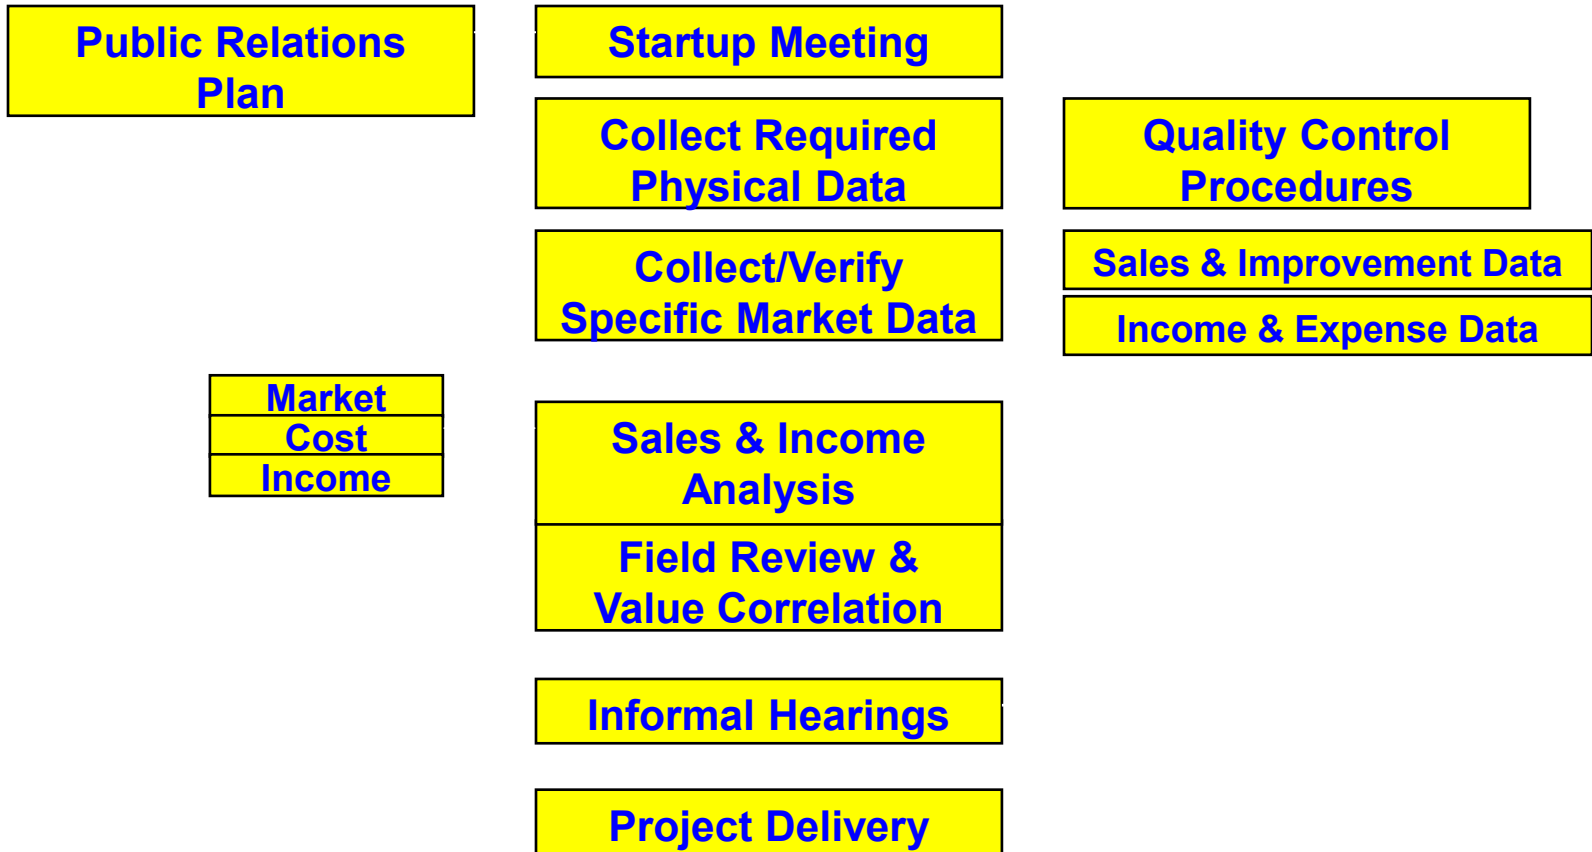 Public Relations
Plan
Startup Meeting
Collect Required
Physical Data
Quality Control
Procedures
Collect/Verify
Specific Market Data
Sales & Improvement Data
Income & Expense Data
Market
Cost
Income
Sales & Income
Analysis
Field Review &
Value Correlation
Informal Hearings
Project Delivery